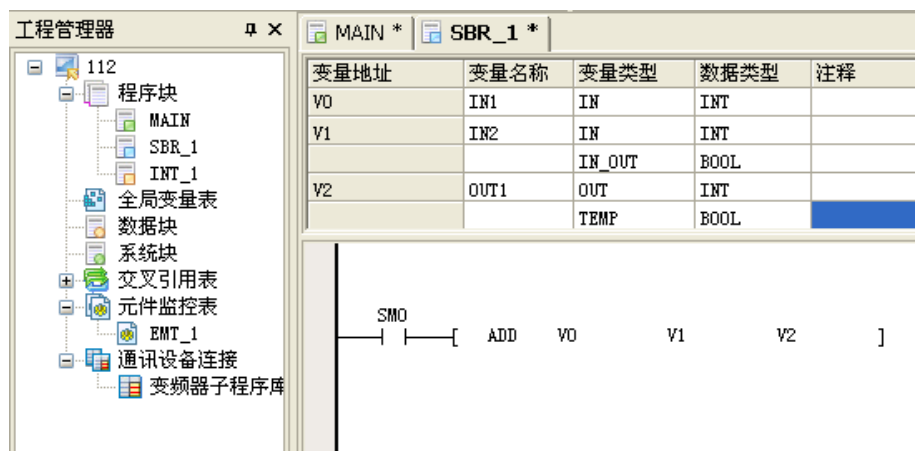 工程管理器
112
程序块
MAIN
SBR_1
INT_1
全局变量表
数据块
系统块
交叉引用表
元件监控表
EMT_1
通讯设备连接
变频器子程序库
MAIN * SBR_1 *
变量地址 变量名称 变量类型 数据类型 注释
V0 IN1 IN INT
V1 IN2 IN INT
IN_OUT BOOL
V2 OUT1 OUT INT
TEMP BOOL
SM0
[ ADD V0 V1 V2 ]